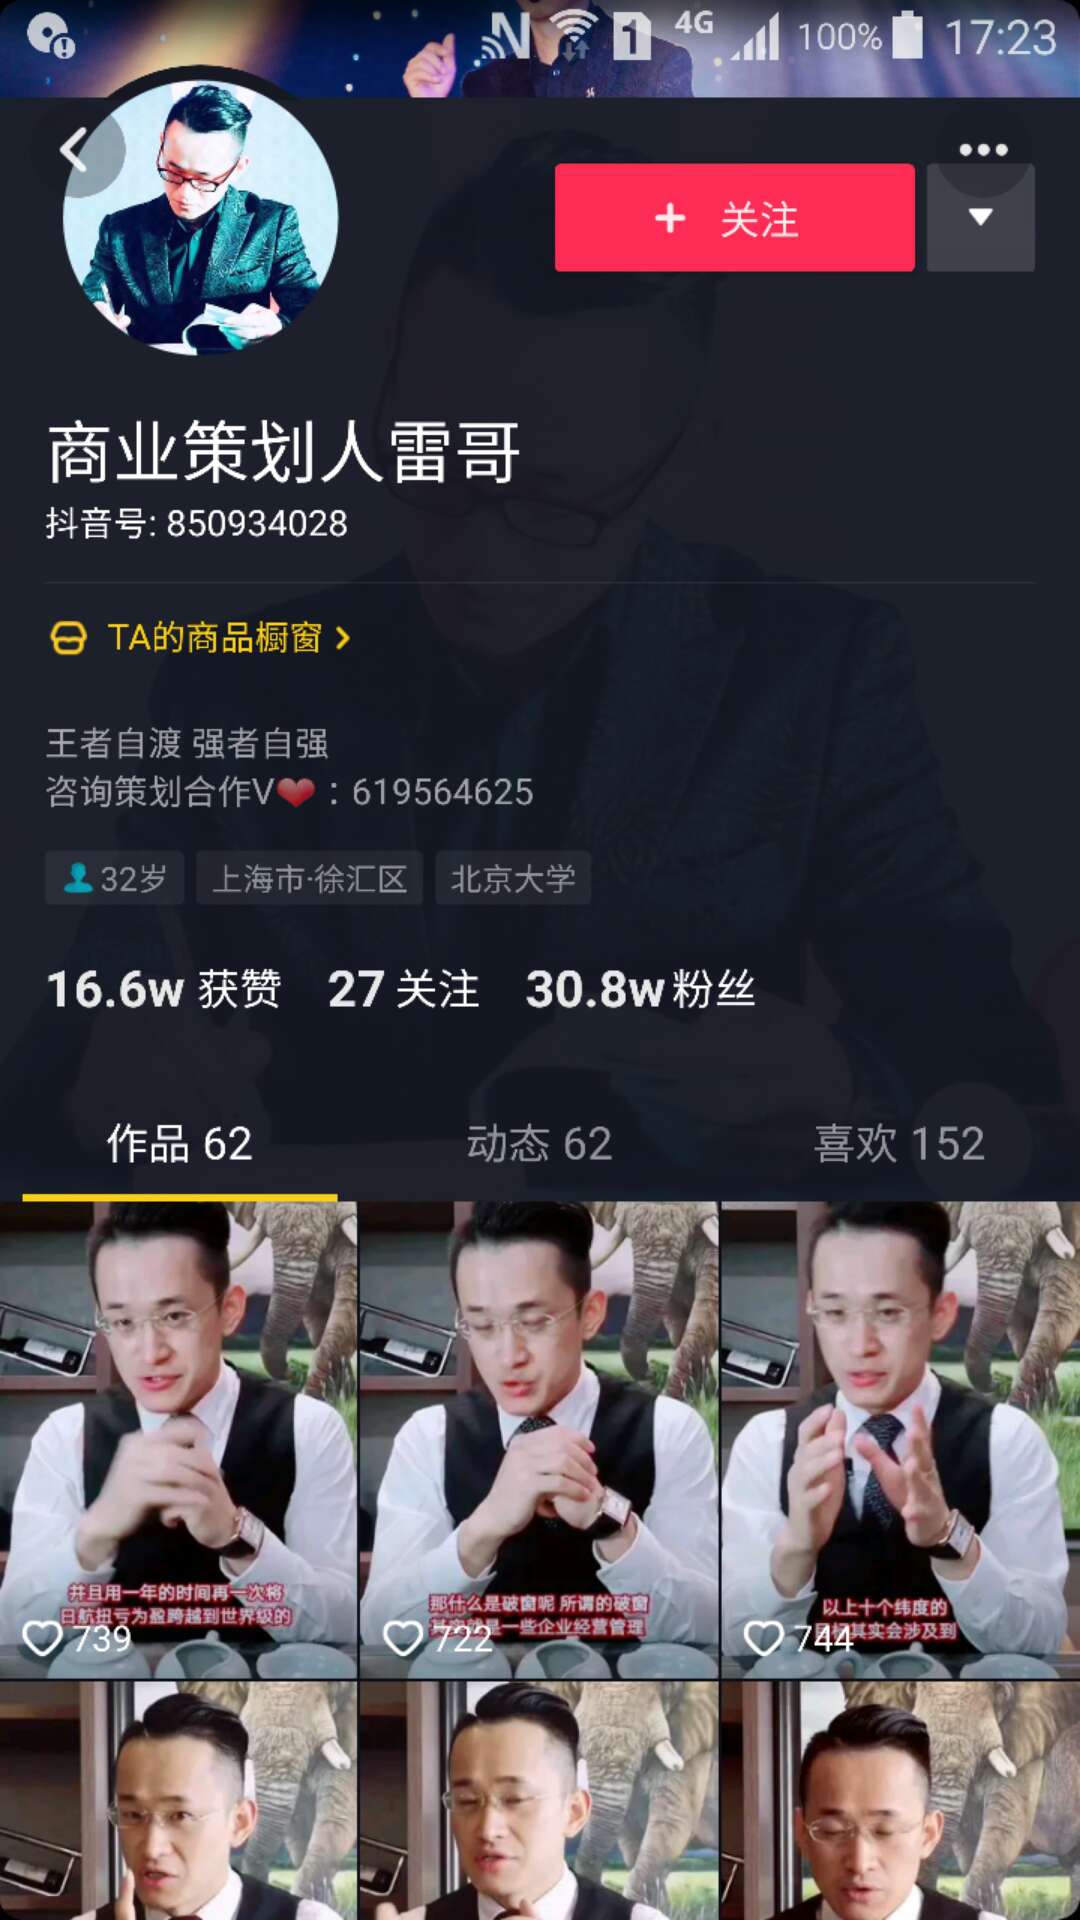 1 4G 100% 17:23
+ 关注
商业策划人雷哥
抖音号: 850934028
TA的商品橱窗
王者自渡 强者自强
咨询策划合作V❤：619564625
32岁 上海市·徐汇区 北京大学
16.6w 获赞 27 关注 30.8w 粉丝
作品 62 动态 62 喜欢 152
并且用一年的时间再一次将
日航扭亏为盈跨越到世界级的
739
那什么是破窗呢 所谓的破窗
其实就是一些企业经营管理
722
以上十个纬度的
其实会涉及到
744